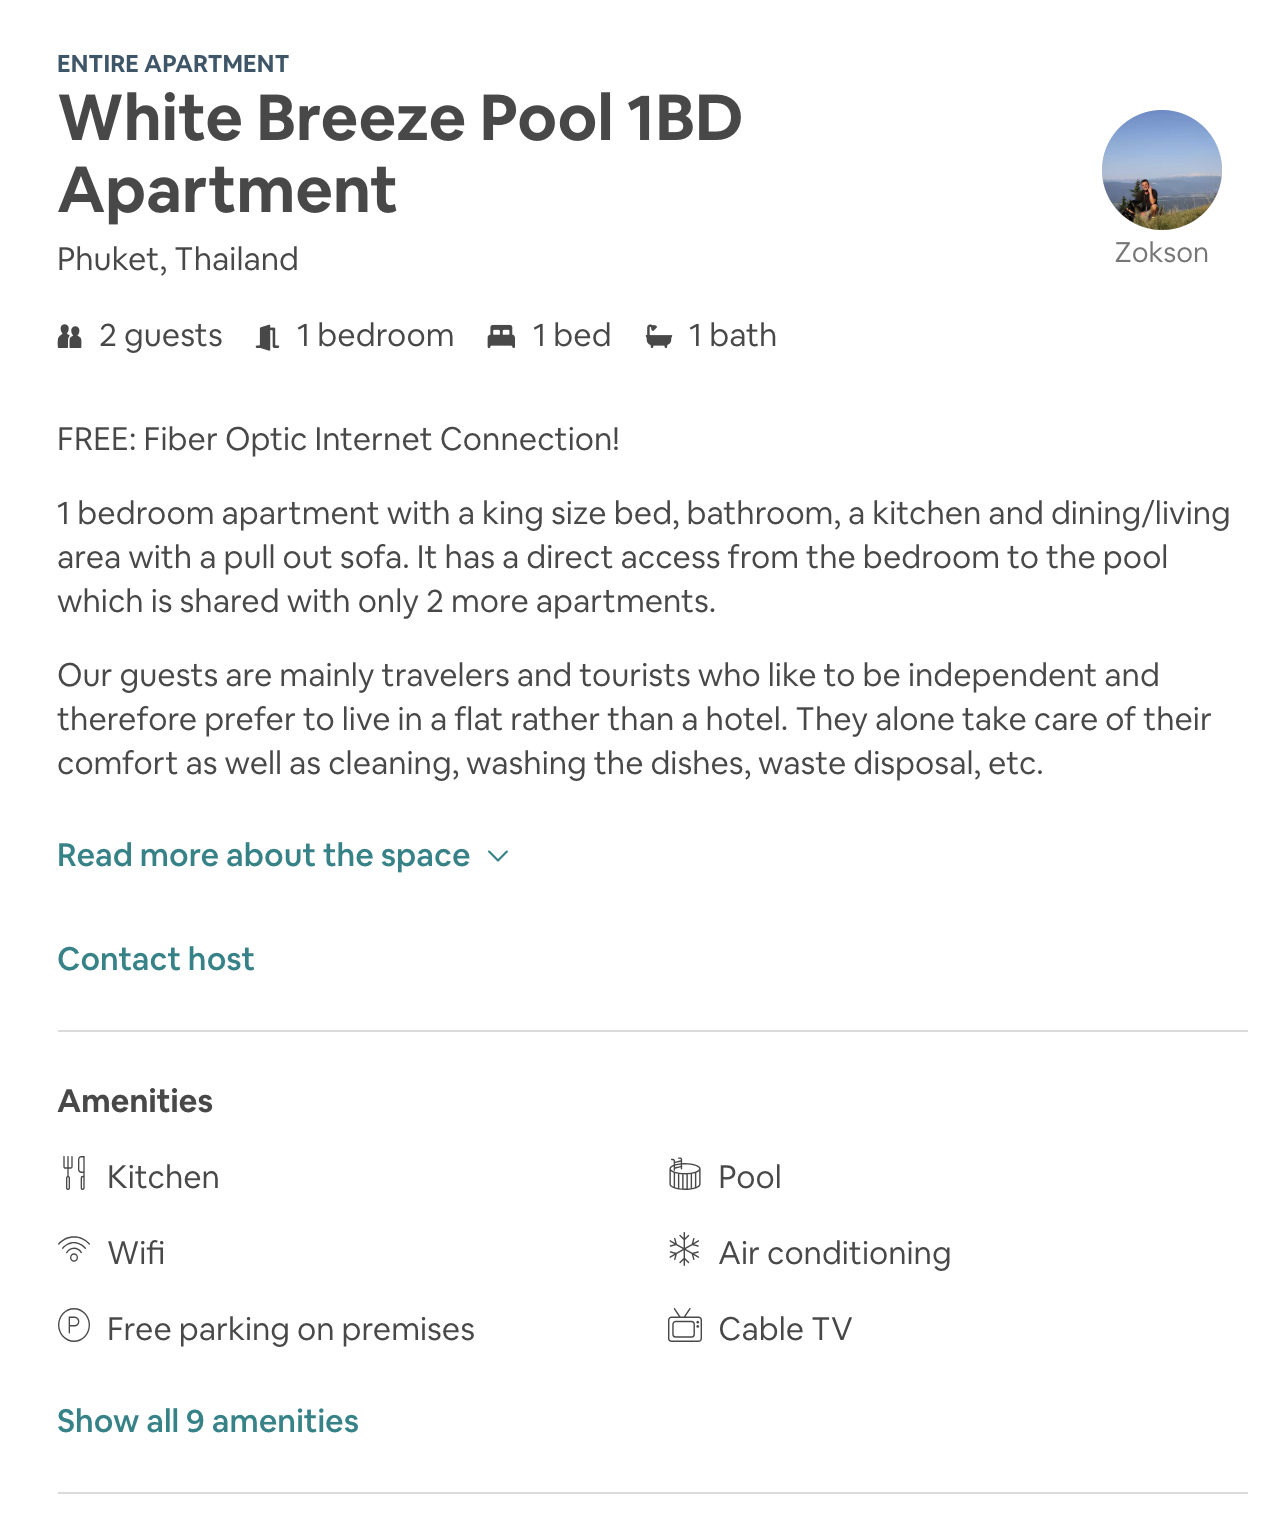 ENTIRE APARTMENT
White Breeze Pool 1BD
Apartment
Zokson
Phuket, Thailand
2 guests 1 bedroom 1 bed 1 bath
FREE: Fiber Optic Internet Connection!
1 bedroom apartment with a king size bed, bathroom, a kitchen and dining/living
area with a pull out sofa. It has a direct access from the bedroom to the pool
which is shared with only 2 more apartments.
Our guests are mainly travelers and tourists who like to be independent and
therefore prefer to live in a flat rather than a hotel. They alone take care of their
comfort as well as cleaning, washing the dishes, waste disposal, etc.
Read more about the space
Contact host
Amenities
Kitchen
Pool
Wifi
Air conditioning
P
Free parking on premises
Cable TV
Show all 9 amenities